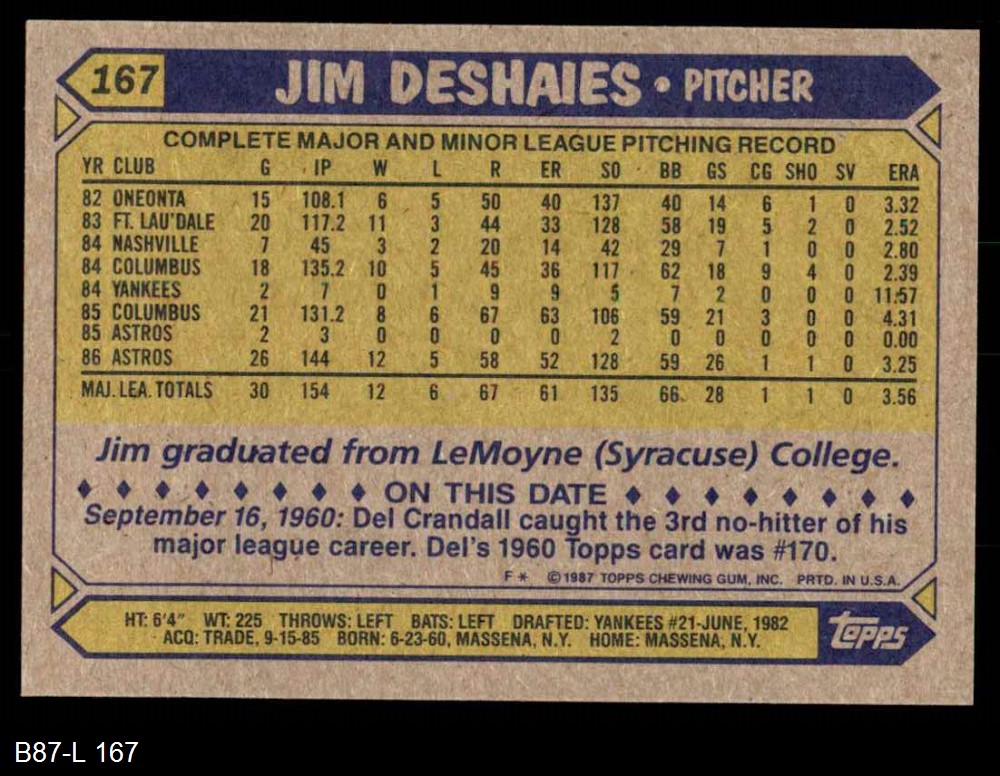 167 JIM DESHAIES • PITCHER
COMPLETE MAJOR AND MINOR LEAGUE PITCHING RECORD
YR CLUB G IP W L R ER SO BB GS CG SHO SV ERA
82 ONEONTA 15 108.1 6 5 50 40 137 40 14 6 1 0 3.32
83 FT. LAU'DALE 20 117.2 11 3 44 33 128 58 19 5 2 0 2.52
84 NASHVILLE 7 45 3 2 20 14 42 29 7 1 0 0 2.80
84 COLUMBUS 18 135.2 10 5 45 36 117 62 18 9 4 0 2.39
84 YANKEES 2 7 0 1 9 9 5 7 2 0 0 0 11.57
85 COLUMBUS 21 131.2 8 6 67 63 106 59 21 3 0 0 4.31
85 ASTROS 2 3 0 0 0 0 2 0 0 0 0 0 0.00
86 ASTROS 26 144 12 5 58 52 128 59 26 1 1 0 3.25
MAJ. LEA. TOTALS 30 154 12 6 67 61 135 66 28 1 1 0 3.56
Jim graduated from LeMoyne (Syracuse) College.
♦ ♦ ♦ ♦ ♦ ♦ ♦ ♦ ON THIS DATE ♦ ♦ ♦ ♦ ♦ ♦ ♦ ♦
September 16, 1960: Del Crandall caught the 3rd no-hitter of his
major league career. Del's 1960 Topps card was #170.
F * ©1987 TOPPS CHEWING GUM, INC. PRTD. IN U.S.A.
HT: 6'4" WT: 225 THROWS: LEFT BATS: LEFT DRAFTED: YANKEES #21-JUNE, 1982
ACQ: TRADE, 9-15-85 BORN: 6-23-60, MASSENA, N.Y. HOME: MASSENA, N.Y.
topps
B87-L 167